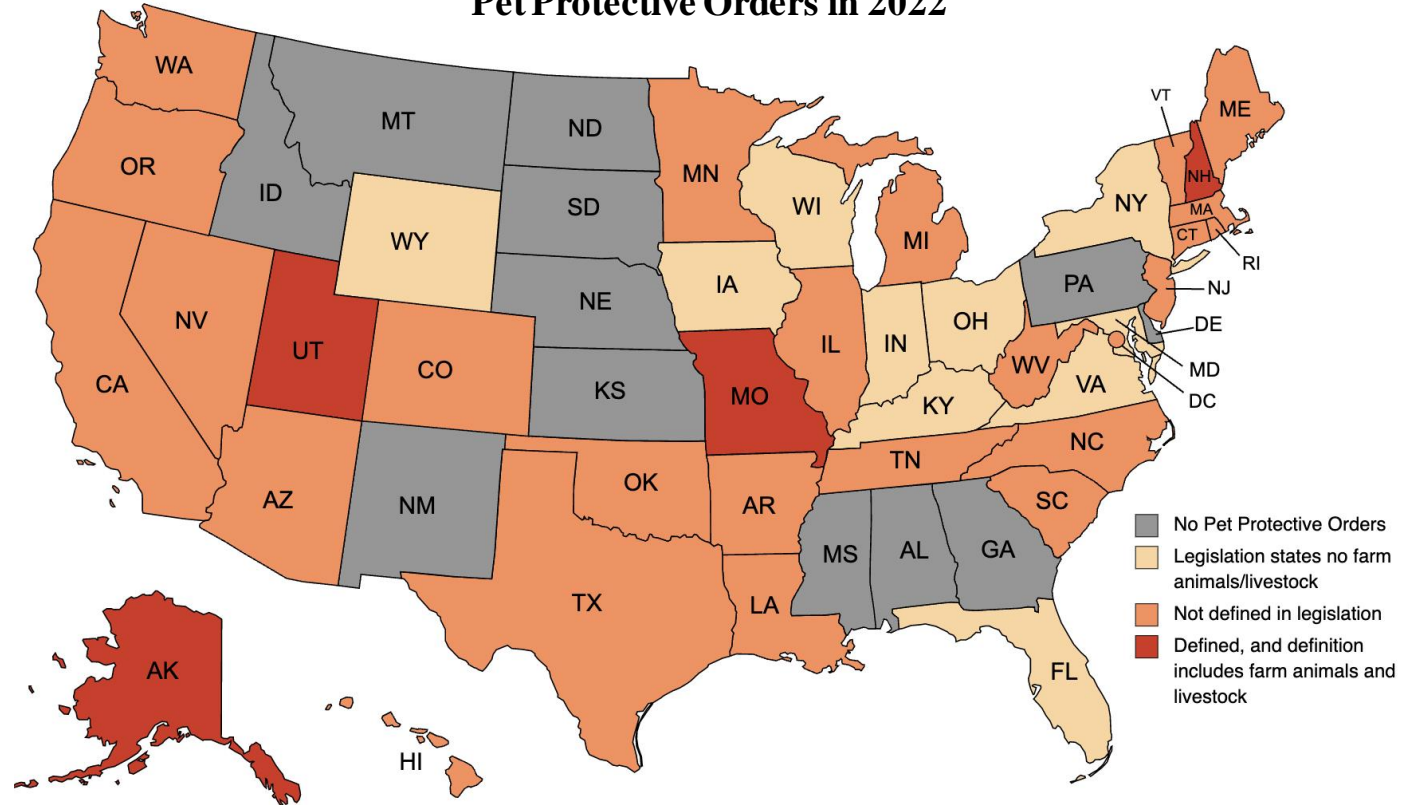 Pet Protective Orders in 2022
WA
MT
ND
MN
VT
ME
OR
ID
SD
WI
NY
NH
MA
CT
RI
WY
MI
IA
PA
NJ
NE
NV
UT
CO
IL
IN
OH
DE
WV
MD
CA
KS
MO
KY
VA
DC
AZ
NM
OK
AR
TN
NC
SC
MS
AL
GA
TX
LA
FL
AK
HI
No Pet Protective Orders
Legislation states no farm
animals/livestock
Not defined in legislation
Defined, and definition
includes farm animals and
livestock